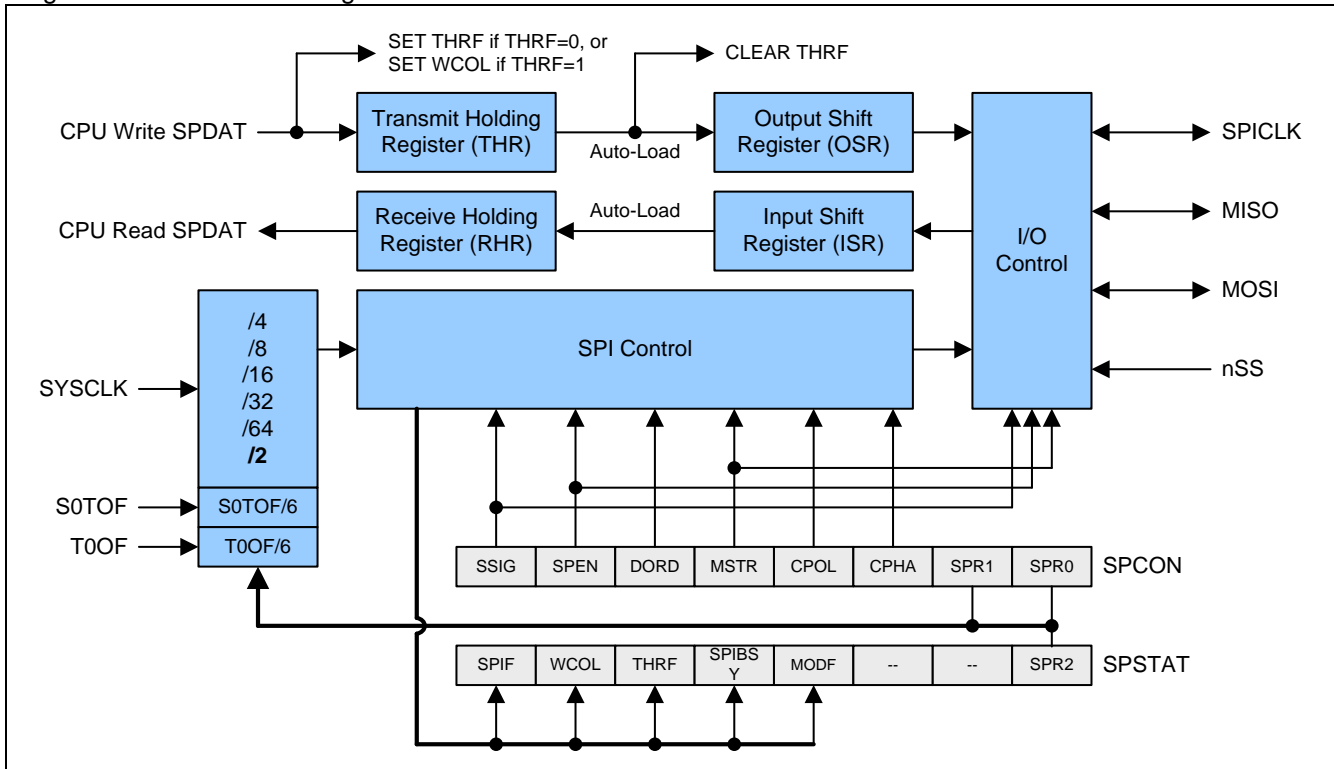 SET THRF if THRF=0, or
SET WCOL if THRF=1
CLEAR THRF
CPU Write SPDAT
Transmit Holding
Register (THR)
Auto-Load
Output Shift
Register (OSR)
SPICLK
CPU Read SPDAT
Receive Holding
Register (RHR)
Auto-Load
Input Shift
Register (ISR)
I/O
Control
MISO
MOSI
nSS
/4
/8
/16
/32
/64
/2
SPI Control
SYSCLK
S0TOF
S0TOF/6
T0OF
T0OF/6
SSIG SPEN DORD MSTR CPOL CPHA SPR1 SPR0 SPCON
SPIF WCOL THRF SPIBS
Y MODF -- -- SPR2 SPSTAT